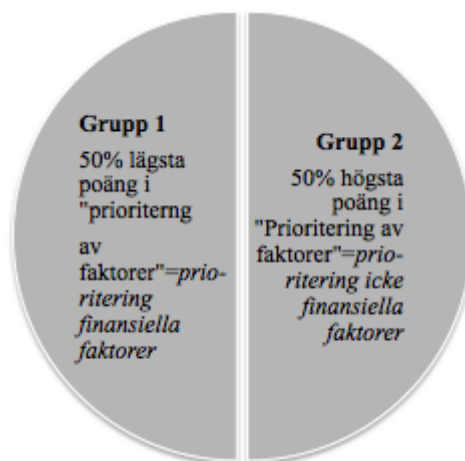 Grupp 1
50% lägsta
poäng i
"prioriterng
av
faktorer"=prio-
ritering
finansiella
faktorer
Grupp 2
50% högsta
poäng i
"Prioritering av
faktorer"=prio-
ritering icke
finansiella
faktorer